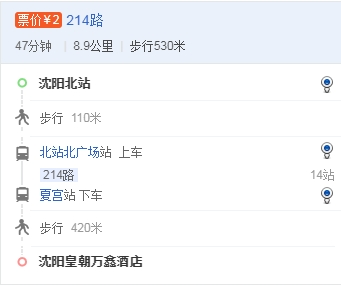 票价¥2 214路
47分钟 | 8.9公里 | 步行530米
沈阳北站
步行 110米
北站北广场站 上车
214路 14站
夏宫站 下车
步行 420米
沈阳皇朝万鑫酒店